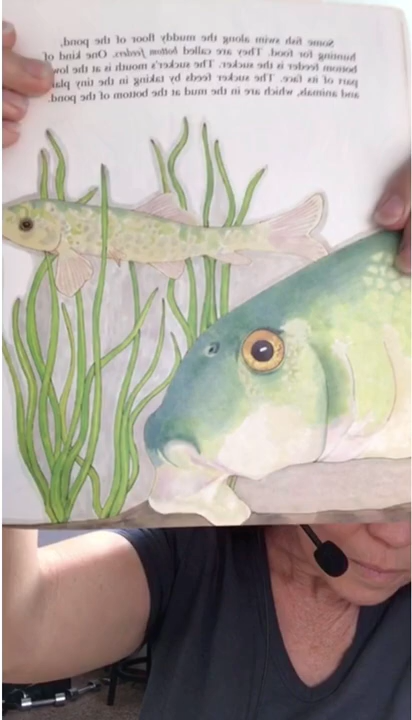 Some fish swim along the muddy floor of the pond,
hunting for food. They are called bottom feeders. One kind of
bottom feeder is the sucker. The sucker's mouth is at the
part of its face. The sucker feeds by taking in the tiny
and animals, which are in the mud at the bottom of the pond.